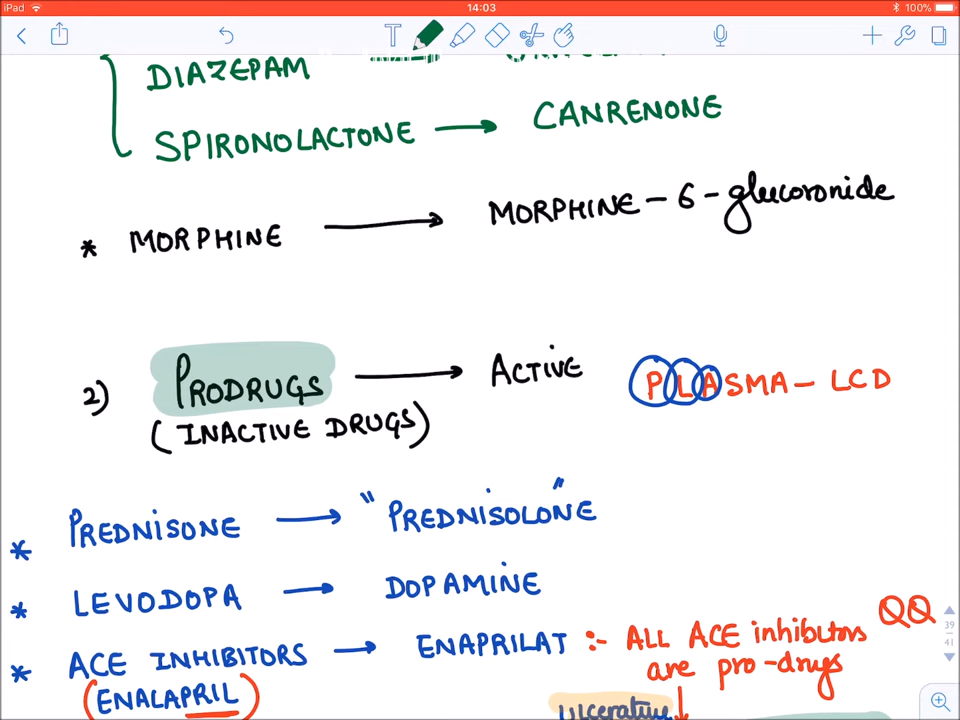 iPad 14:03 100%
T
DIAZEPAM
SPIRONOLACTONE → CANRENONE
* MORPHINE → MORPHINE - 6 - glucoronide
2) PRODRUGS → ACTIVE PLASMA - LCD
(INACTIVE DRUGS)
* PREDNISONE → "PREDNISOLONE"
* LEVODOPA → DOPAMINE
* ACE INHIBITORS → ENAPRILAT :- ALL ACE inhibitors QQ
(ENALAPRIL) are pro-drugs
ulcerative
39
41